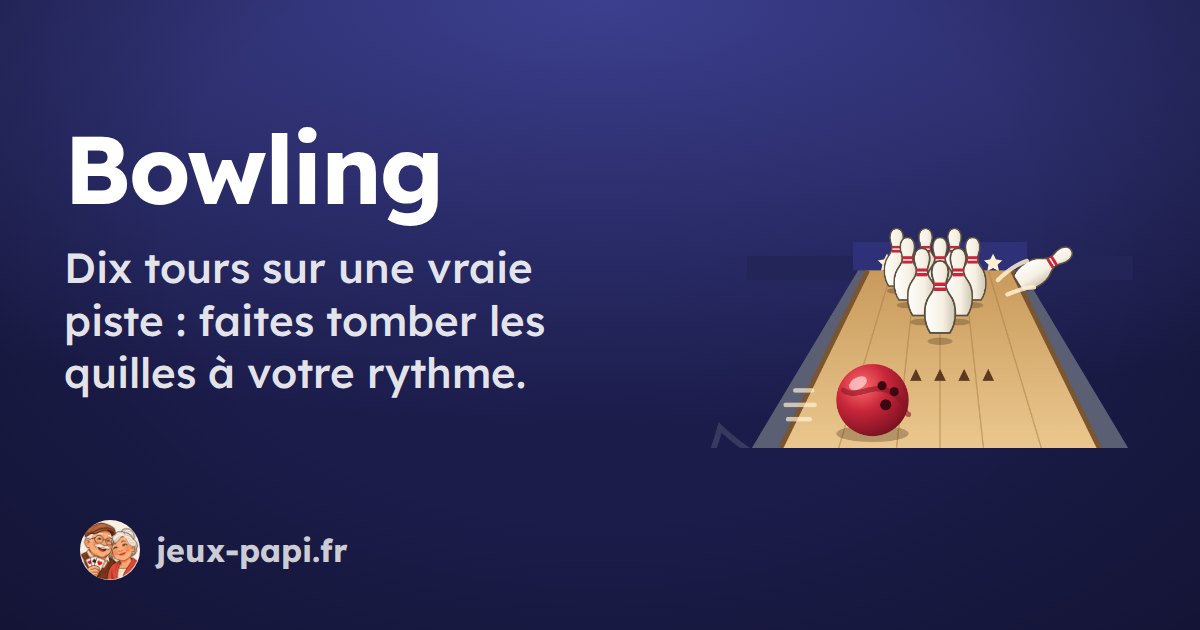 Bowling
Dix tours sur une vraie
piste : faites tomber les
quilles à votre rythme.
jeux-papi.fr